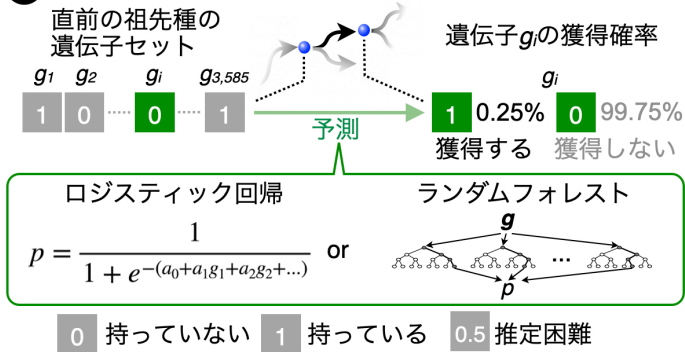 直前の祖先種の
遺伝子セット
遺伝子giの獲得確率
g1 g2 gi g3,585 gi
1 0 ...... 0 ...... 1
予測
1 0.25% 0 99.75%
獲得する 獲得しない
ロジスティック回帰
p = 1 / (1 + e^−(a0+a1g1+a2g2+...))
or
ランダムフォレスト
g
...
p
0 持っていない 1 持っている 0.5 推定困難